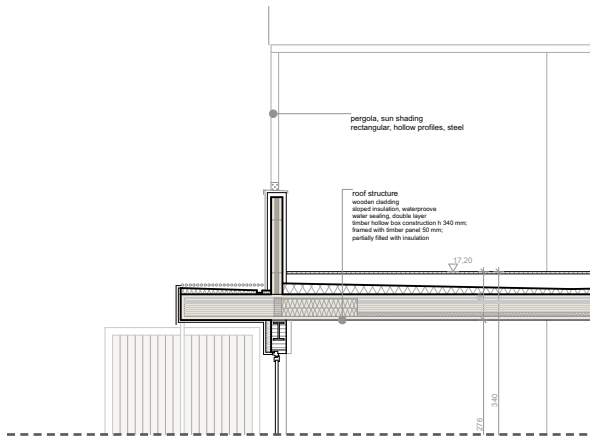 pergola, sun shading
rectangular, hollow profiles, steel
roof structure
wooden cladding
sloped insulation, waterproove
water sealing, double layer
timber hollow box construction h 340 mm;
framed with timber panel 50 mm;
partially filled with insulation
17,20
340
276